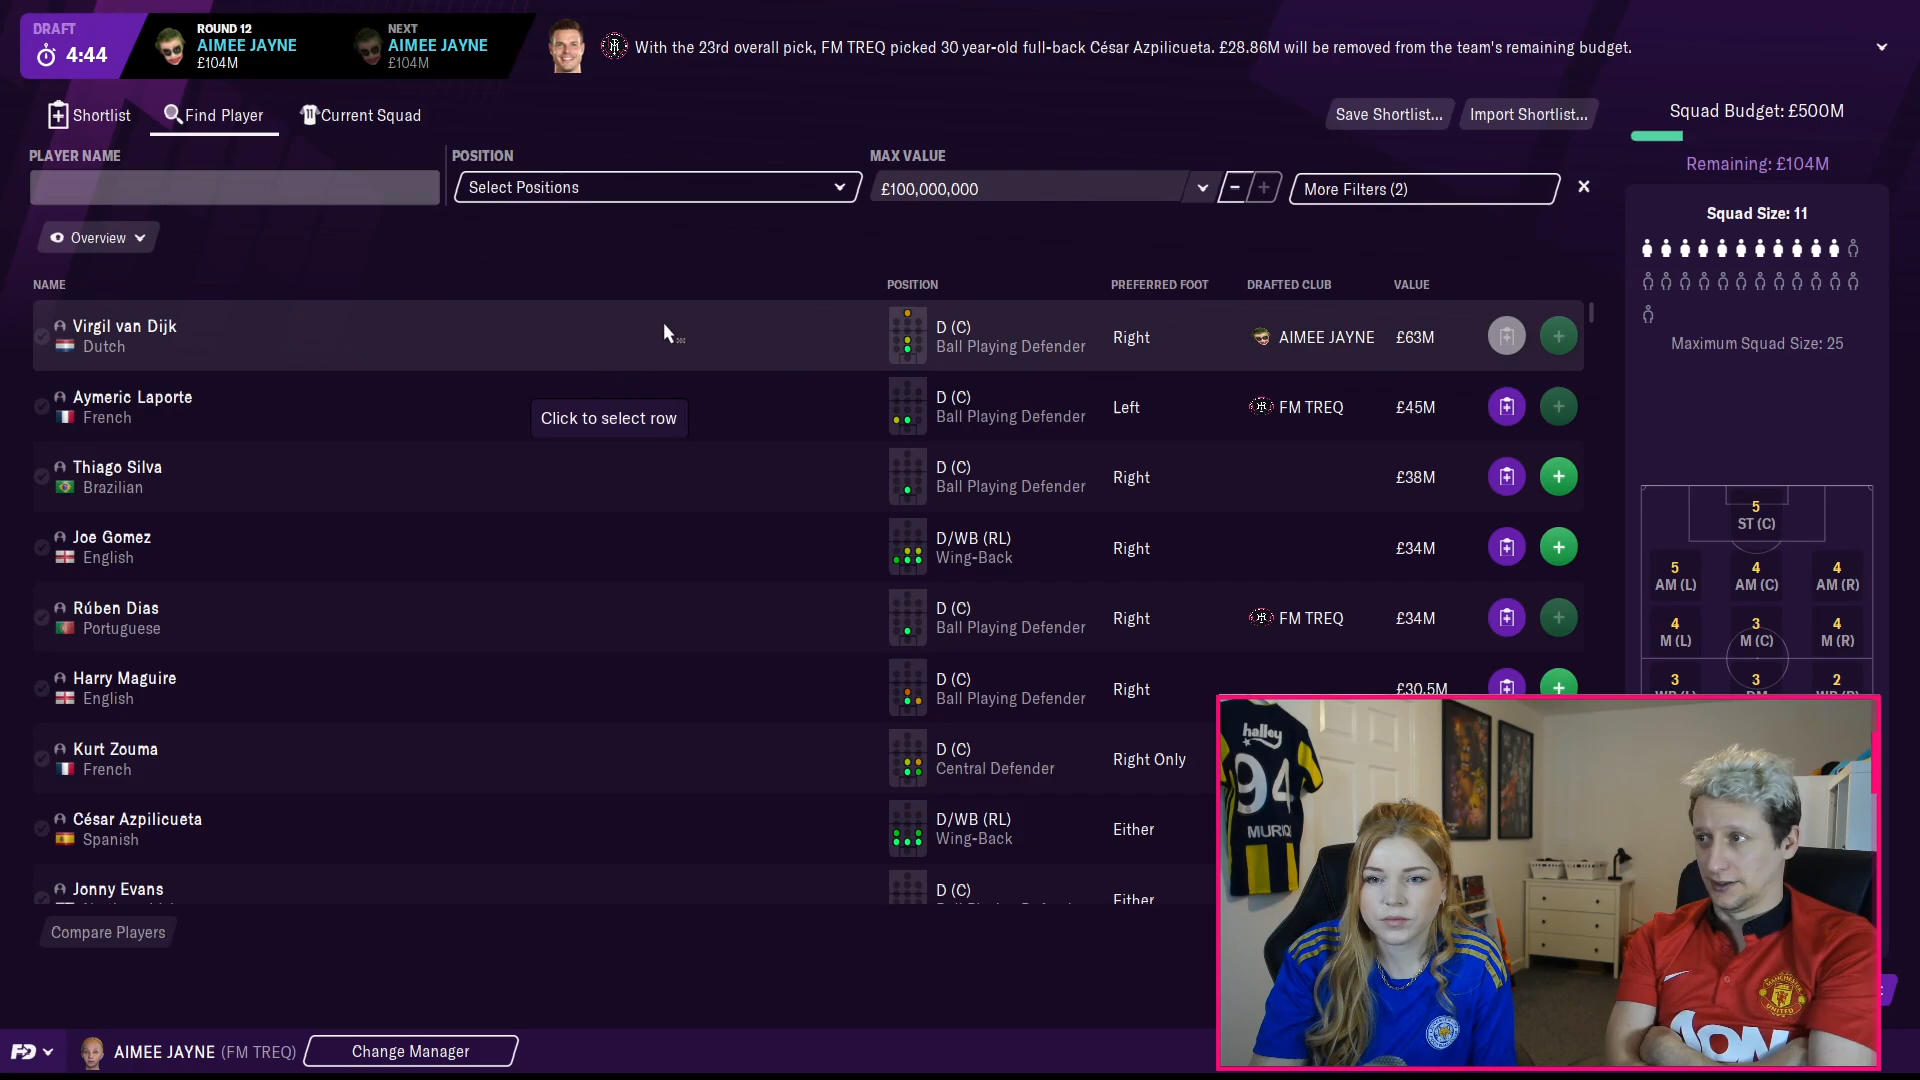 DRAFT
4:44
ROUND 12
AIMEE JAYNE
£104M
NEXT
AIMEE JAYNE
£104M
With the 23rd overall pick, FM TREQ picked 30 year-old full-back César Azpilicueta. £28.86M will be removed from the team's remaining budget.
Shortlist
Find Player
Current Squad
Save Shortlist...
Import Shortlist...
Squad Budget: £500M
Remaining: £104M
PLAYER NAME
POSITION
MAX VALUE
Select Positions
£100,000,000
More Filters (2)
Overview
Squad Size: 11
Maximum Squad Size: 25
NAME
POSITION
PREFERRED FOOT
DRAFTED CLUB
VALUE
Virgil van Dijk
Dutch
D (C)
Ball Playing Defender
Right
AIMEE JAYNE
£63M
Aymeric Laporte
French
D (C)
Ball Playing Defender
Left
FM TREQ
£45M
Click to select row
Thiago Silva
Brazilian
D (C)
Ball Playing Defender
Right
£38M
Joe Gomez
English
D/WB (RL)
Wing-Back
Right
£34M
Rúben Dias
Portuguese
D (C)
Ball Playing Defender
Right
FM TREQ
£34M
Harry Maguire
English
D (C)
Ball Playing Defender
Right
£30.5M
Kurt Zouma
French
D (C)
Central Defender
Right Only
César Azpilicueta
Spanish
D/WB (RL)
Wing-Back
Either
Jonny Evans
D (C)
Either
5
ST (C)
5
AM (L)
4
AM (C)
4
AM (R)
4
M (L)
3
M (C)
4
M (R)
3
3
2
Compare Players
halley
94
MURIQ
MANCHESTER
UNITED
AIMEE JAYNE (FM TREQ)
Change Manager